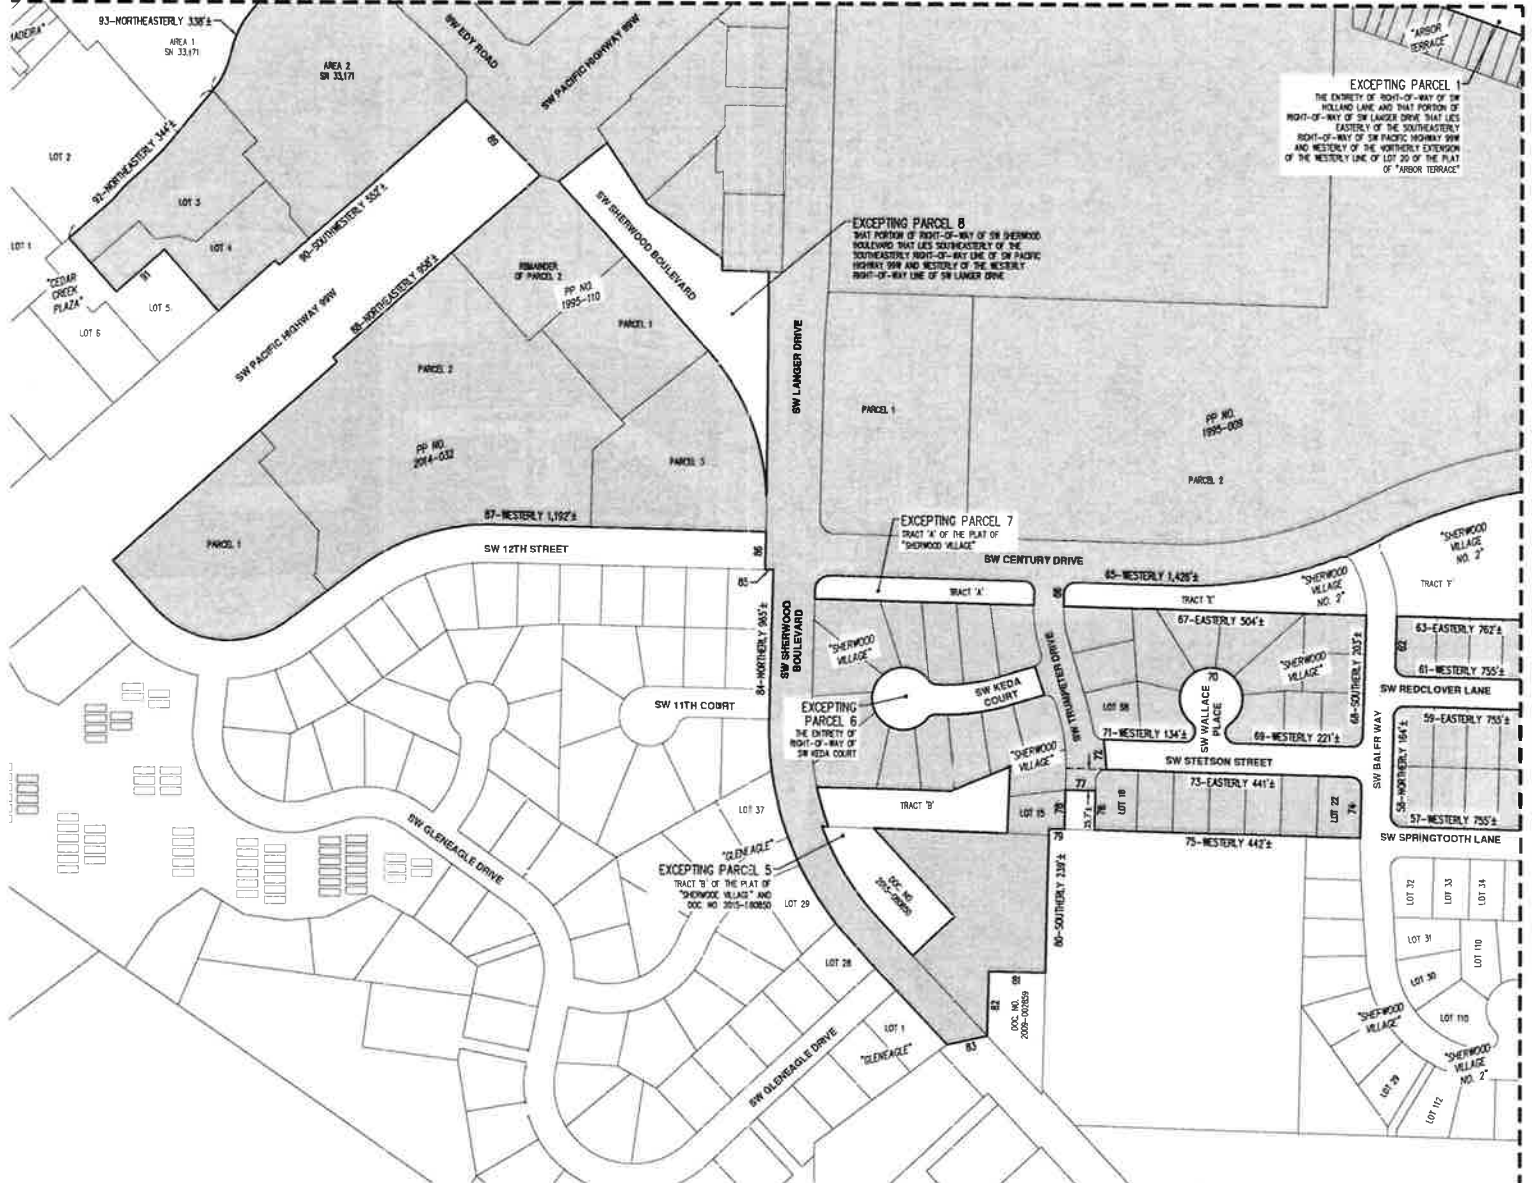 93-NORTHEASTERLY 338'±
AREA 1
SN 33,171
AREA 2
SN 33,171
SW EDY ROAD
SW PACIFIC HIGHWAY 99W
"ARBOR
TERRACE"
EXCEPTING PARCEL 1
THE ENTIRETY OF RIGHT-OF-WAY OF SW
HOLLAND LANE AND THAT PORTION OF
RIGHT-OF-WAY OF SW LANGER DRIVE THAT LIES
EASTERLY OF THE SOUTHEASTERLY
RIGHT-OF-WAY OF SW PACIFIC HIGHWAY 99W
AND WESTERLY OF THE NORTHERLY EXTENSION
OF THE WESTERLY LINE OF LOT 20 OF THE PLAT
OF "ARBOR TERRACE"
LOT 2
92-NORTHEASTERLY 344'±
89
LOT 3
LOT 4
90-SOUTHWESTERLY 552'±
LOT 1
"CEDAR
CREEK
PLAZA"
91
LOT 5
LOT 6
SW SHERWOOD BOULEVARD
EXCEPTING PARCEL 8
THAT PORTION OF RIGHT-OF-WAY OF SW SHERWOOD
BOULEVARD THAT LIES SOUTHEASTERLY OF THE
SOUTHEASTERLY RIGHT-OF-WAY LINE OF SW PACIFIC
HIGHWAY 99W AND WESTERLY OF THE WESTERLY
RIGHT-OF-WAY LINE OF SW LANGER DRIVE
REMAINDER
OF PARCEL 2
PP NO.
1995-110
PARCEL 1
88-NORTHEASTERLY 958'±
SW PACIFIC HIGHWAY 99W
PARCEL 2
SW LANGER DRIVE
PARCEL 1
PP NO.
1995-009
PARCEL 2
PP NO.
2014-032
PARCEL 3
87-WESTERLY 1,192'±
PARCEL 1
SW 12TH STREET
86
85
EXCEPTING PARCEL 7
TRACT 'A' OF THE PLAT OF
"SHERWOOD VILLAGE"
SW CENTURY DRIVE
TRACT 'A'
66
65-WESTERLY 1,426'±
TRACT 'E'
"SHERWOOD
VILLAGE
NO. 2"
"SHERWOOD
VILLAGE
NO. 2"
TRACT 'F'
84-NORTHERLY 965'±
SW SHERWOOD
BOULEVARD
"SHERWOOD
VILLAGE"
67-EASTERLY 504'±
63-EASTERLY 762'±
62
61-WESTERLY 755'±
"SHERWOOD
VILLAGE"
68-SOUTHERLY 203'±
SW TRUMPETER DRIVE
SW KEDA
COURT
70
SW WALLACE
PLACE
SW REDCLOVER LANE
SW 11TH COURT
EXCEPTING
PARCEL 6
THE ENTIRETY OF
RIGHT-OF-WAY OF
SW KEDA COURT
LOT 58
71-WESTERLY 134'±
69-WESTERLY 221'±
59-EASTERLY 755'±
"SHERWOOD
VILLAGE"
72
SW STETSON STREET
SW BALER WAY
58-NORTHERLY 164'±
77
73-EASTERLY 441'±
TRACT 'B'
LOT 15
78
76
LOT 18
LOT 22
74
57-WESTERLY 755'±
LOT 37
79
75-WESTERLY 442'±
SW SPRINGTOOTH LANE
SW GLENEAGLE DRIVE
"GLENEAGLE"
EXCEPTING PARCEL 5
TRACT 'B' OF THE PLAT OF
"SHERWOOD VILLAGE" AND
DOC. NO. 2015-080850
LOT 29
DOC. NO.
2015-080850
80-SOUTHERLY 339'±
LOT 32
LOT 33
LOT 34
LOT 31
LOT 110
LOT 28
LOT 30
82
DOC. NO.
2009-002859
"SHERWOOD
VILLAGE"
LOT 110
LOT 1
"GLENEAGLE"
83
SW GLENEAGLE DRIVE
"SHERWOOD
VILLAGE
NO. 2"
LOT 29
LOT 112